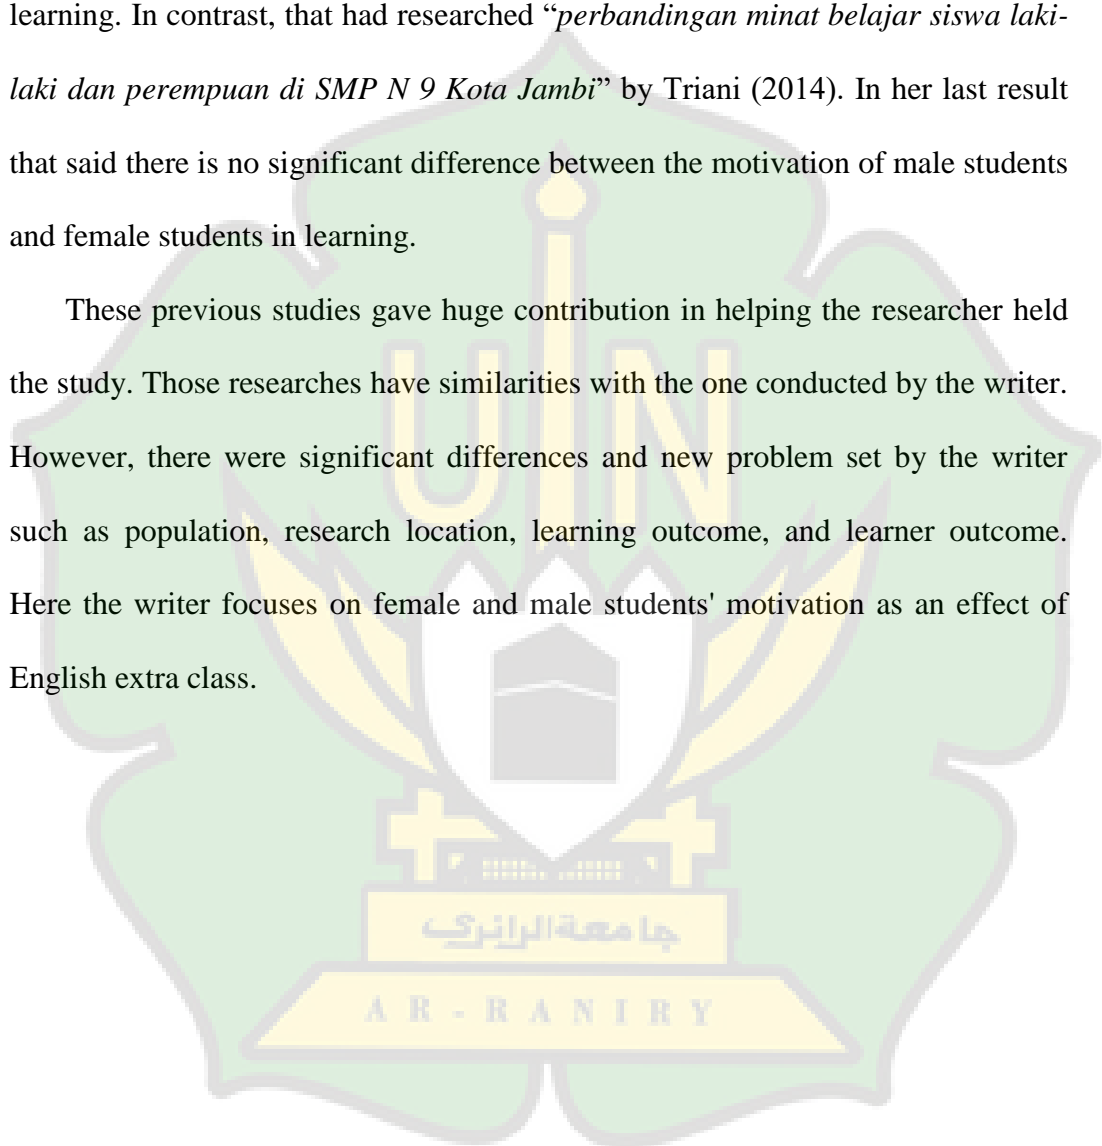 learning. In contrast, that had researched “perbandingan minat belajar siswa laki-
laki dan perempuan di SMP N 9 Kota Jambi” by Triani (2014). In her last result
that said there is no significant difference between the motivation of male students
and female students in learning.
These previous studies gave huge contribution in helping the researcher held
the study. Those researches have similarities with the one conducted by the writer.
However, there were significant differences and new problem set by the writer
such as population, research location, learning outcome, and learner outcome.
Here the writer focuses on female and male students' motivation as an effect of
English extra class.
UIN
جامعة الرانري
AR-RANIRY